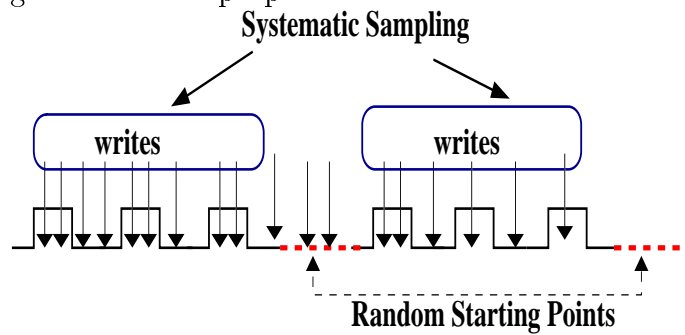 Systematic Sampling
writes
writes
Random Starting Points